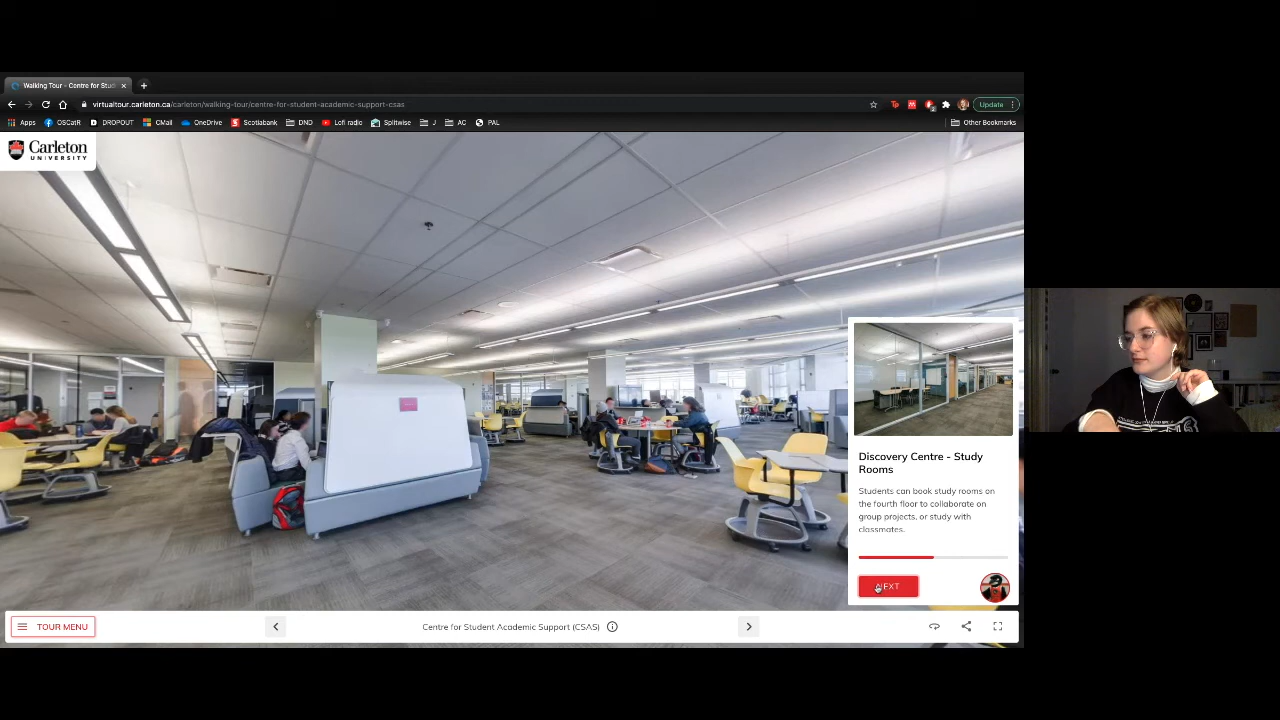 Walking Tour - Centre for Stud
virtualtour.carleton.ca/carleton/walking-tour/centre-for-student-academic-support-csas
Update
Apps OSCatR DROPOUT CMail OneDrive Scotiabank DND Lofi radio Splitwise J AC PAL Other Bookmarks
Carleton
UNIVERSITY
Discovery Centre - Study
Rooms
Students can book study rooms on
the fourth floor to collaborate on
group projects, or study with
classmates.
NEXT
TOUR MENU
Centre for Student Academic Support (CSAS)